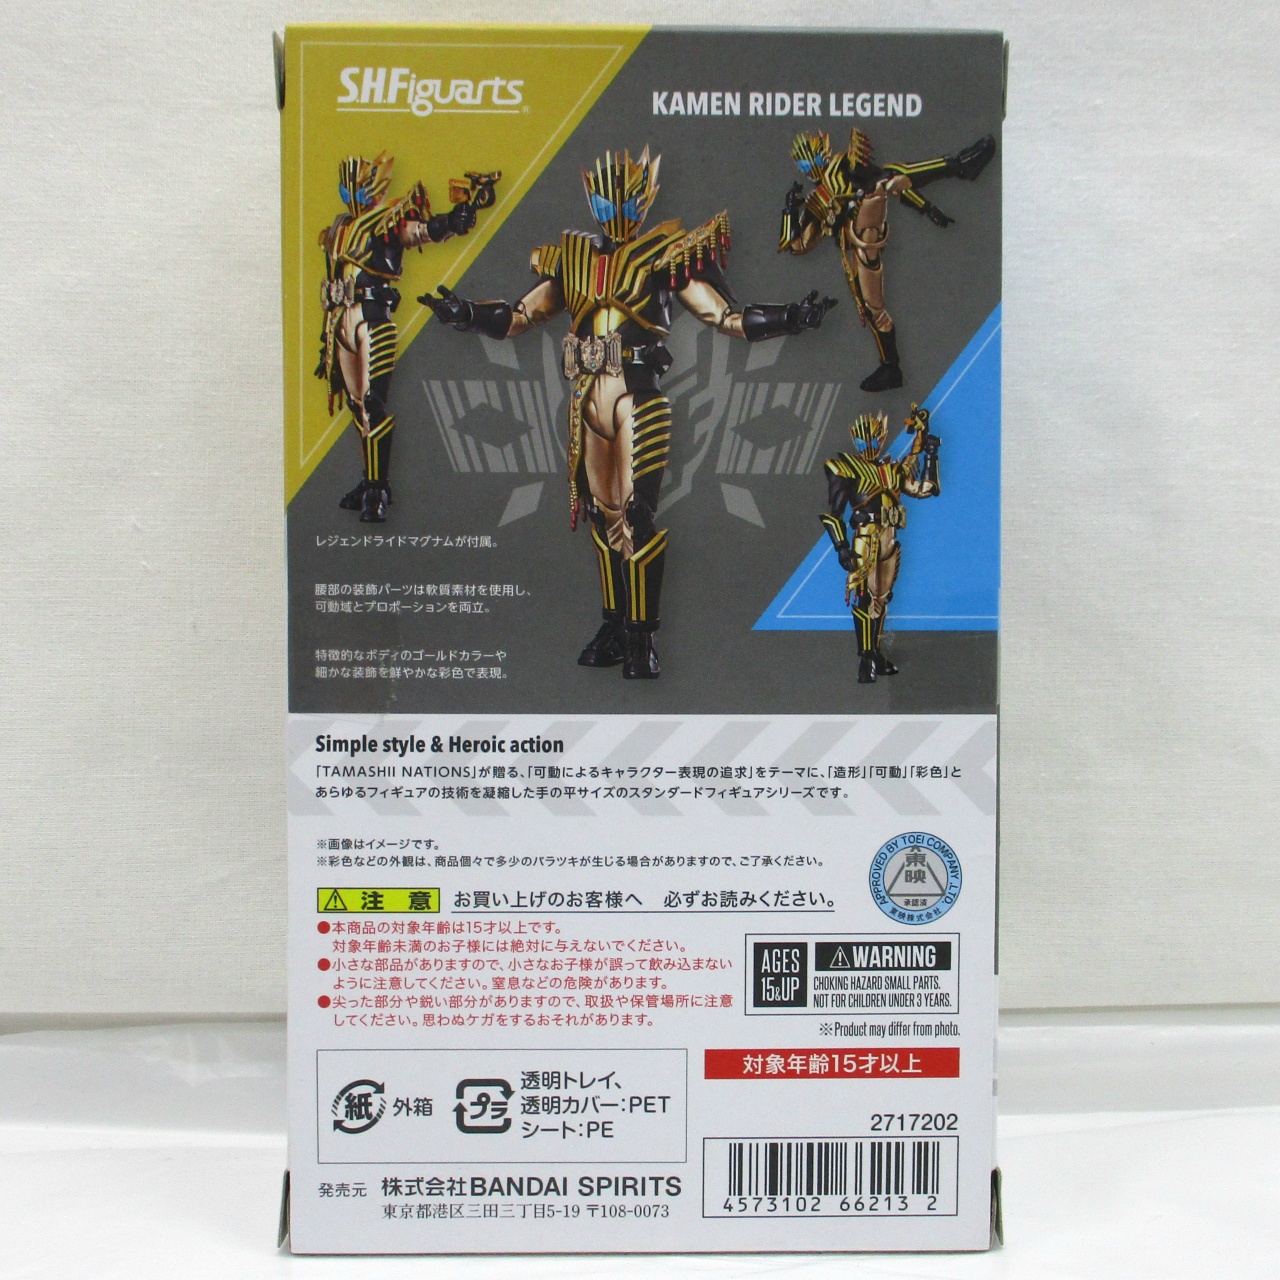 S.H.Figuarts®
KAMEN RIDER LEGEND
レジェンドライドマグナムが付属。
腰部の装飾パーツは軟質素材を使用し、
可動域とプロポーションを両立。
特徴的なボディのゴールドカラーや
細かな装飾を鮮やかな彩色で表現。
Simple style & Heroic action
「TAMASHII NATIONS」が贈る、「可動によるキャラクター表現の追求」をテーマに、「造形」「可動」「彩色」と
あらゆるフィギュアの技術を凝縮した手の平サイズのスタンダードフィギュアシリーズです。
※画像はイメージです。
※彩色などの外観は、商品個々で多少のバラツキが生じる場合がありますので、ご了承ください。
APPROVED BY TOEI COMPANY, LTD.
東映
承認済
東映株式会社
⚠注 意 お買い上げのお客様へ 必ずお読みください。
●本商品の対象年齢は15才以上です。
対象年齢未満のお子様には絶対に与えないでください。
●小さな部品がありますので、小さなお子様が誤って飲み込まない
ように注意してください。窒息などの危険があります。
●尖った部分や鋭い部分がありますので、取扱や保管場所に注意
してください。思わぬケガをするおそれがあります。
AGES
15&UP
⚠WARNING
CHOKING HAZARD SMALL PARTS.
NOT FOR CHILDREN UNDER 3 YEARS.
※Product may differ from photo.
対象年齢15才以上
紙 外箱
プラ
透明トレイ、
透明カバー:PET
シート:PE
2717202
4573102 66213 2
発売元 株式会社BANDAI SPIRITS
東京都港区三田三丁目5-19 〒108-0073